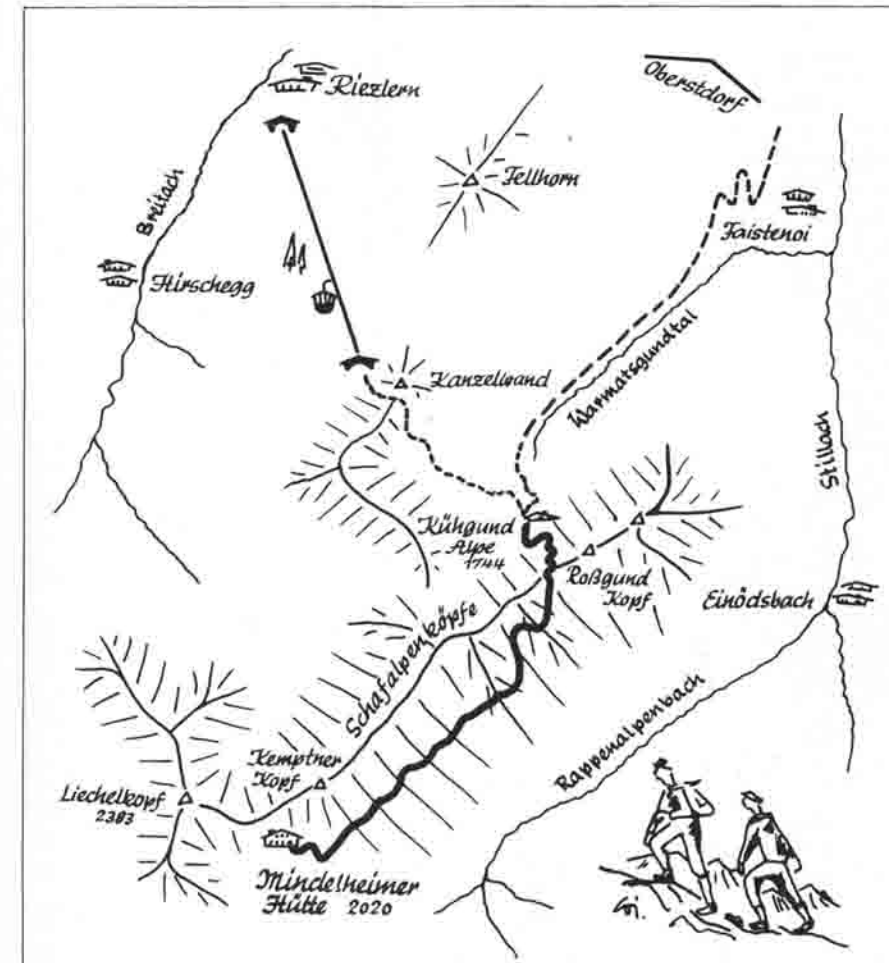 Riezlern
Oberstdorf
Fellhorn
Breitach
Faistenoi
Hirschegg
Warmatsgundtal
Kanzelwand
Stillach
Kühgund
Alpe
1744
Roßgund
Kopf
Einödsbach
Schafalpenköpfe
Rappenalpenbach
Kemptner
Kopf
Liechelkopf
2383
Mindelheimer
Hütte 2020